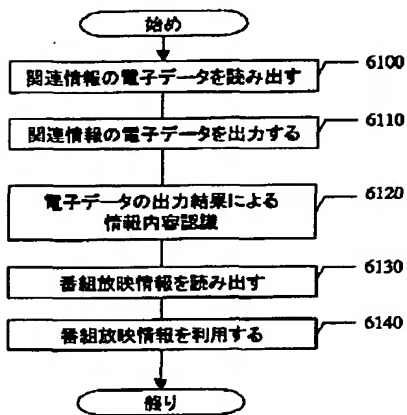 始め
関連情報の電子データを読み出す
6100
関連情報の電子データを出力する
6110
電子データの出力結果による
情報内容認識
6120
番組放映情報を読み出す
6130
番組放映情報を利用する
6140
終り